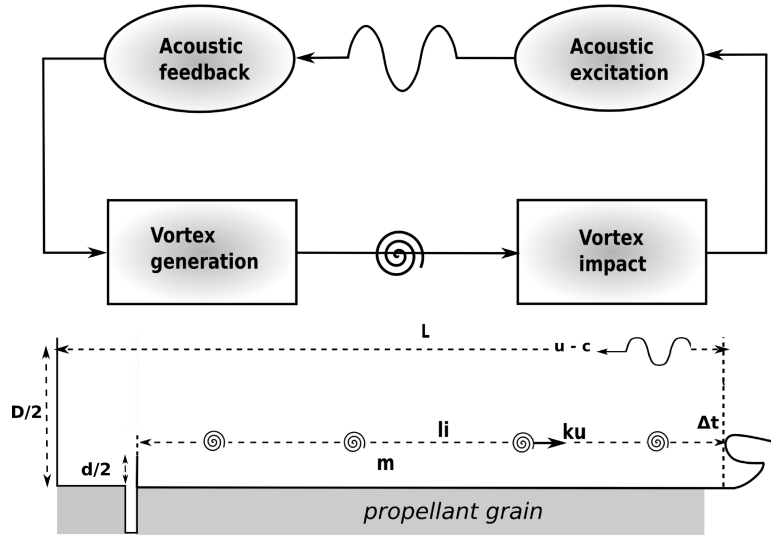 Acoustic
feedback
Acoustic
excitation
Vortex
generation
Vortex
impact
L
u - c
D/2
li
ku
Δt
d/2
m
propellant grain